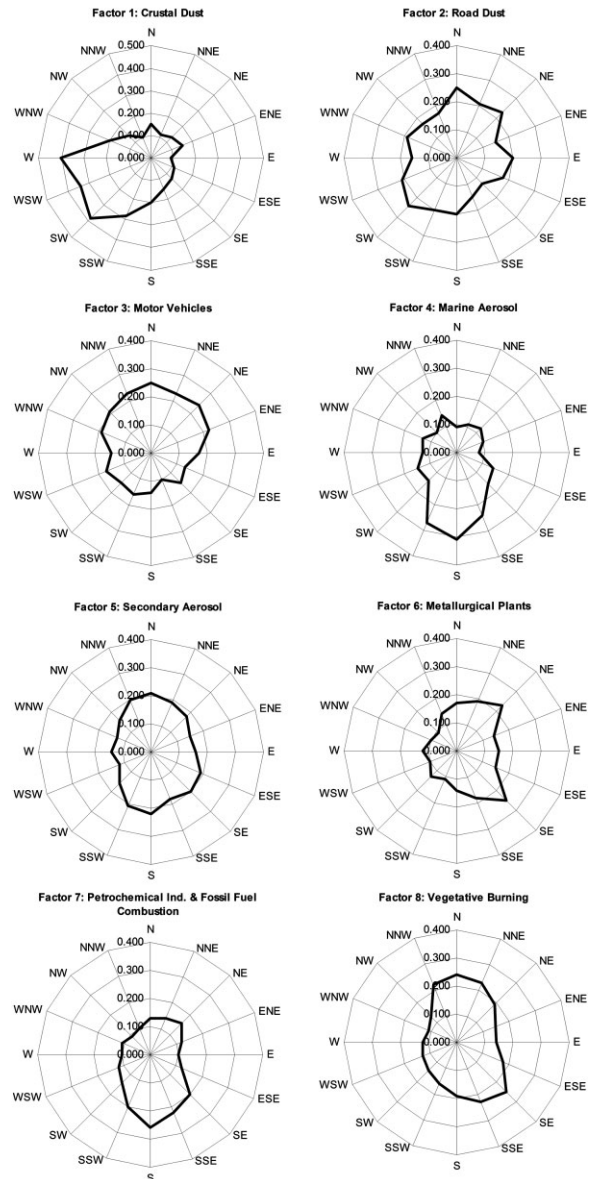 Factor 1: Crustal Dust
N
NNW
NNE
0.500
NW
NE
0.400
0.300
WNW
ENE
0.200
0.100
W
0.000
E
WSW
ESE
SW
SE
SSW
SSE
S
Factor 2: Road Dust
N
NNW
NNE
0.400
NW
NE
0.300
WNW
0.200
ENE
0.100
W
0.000
E
WSW
ESE
SW
SE
SSW
SSE
S
Factor 3: Motor Vehicles
N
NNW
NNE
0.400
NW
NE
0.300
WNW
0.200
ENE
0.100
W
0.000
E
WSW
ESE
SW
SE
SSW
SSE
S
Factor 4: Marine Aerosol
N
NNW
NNE
0.400
NW
NE
0.300
WNW
0.200
ENE
0.100
W
0.000
E
WSW
ESE
SW
SE
SSW
SSE
S
Factor 5: Secondary Aerosol
N
NNW
NNE
0.400
NW
NE
0.300
WNW
0.200
ENE
0.100
W
0.000
E
WSW
ESE
SW
SE
SSW
SSE
S
Factor 6: Metallurgical Plants
N
NNW
NNE
0.400
NW
NE
0.300
WNW
0.200
ENE
0.100
W
0.000
E
WSW
ESE
SW
SE
SSW
SSE
S
Factor 7: Petrochemical Ind. & Fossil Fuel
Combustion
N
NNW
NNE
0.400
NW
NE
0.300
WNW
0.200
ENE
0.100
W
0.000
E
WSW
ESE
SW
SE
SSW
SSE
S
Factor 8: Vegetative Burning
N
NNW
NNE
0.400
NW
NE
0.300
WNW
0.200
ENE
0.100
W
0.000
E
WSW
ESE
SW
SE
SSW
SSE
S